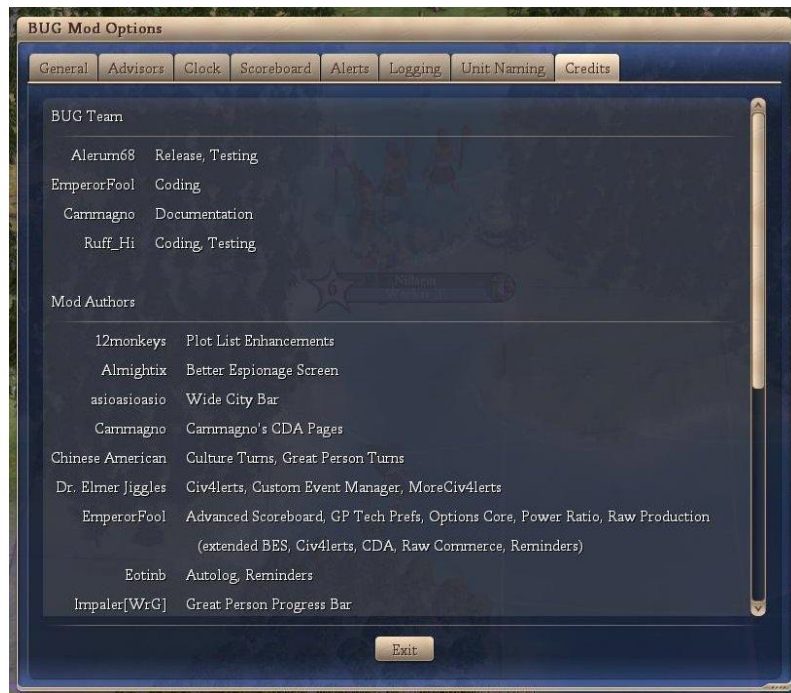 BUG Mod Options
General Advisors Clock Scoreboard Alerts Logging Unit Naming Credits
BUG Team
Alerum68 Release, Testing
EmperorFool Coding
Cammagno Documentation
Ruff_Hi Coding, Testing
6
Mod Authors
12monkeys Plot List Enhancements
Almightix Better Espionage Screen
asioasioasio Wide City Bar
Cammagno Cammagno's CDA Pages
Chinese American Culture Turns, Great Person Turns
Dr. Elmer Jiggles Civ4lerts, Custom Event Manager, MoreCiv4lerts
EmperorFool Advanced Scoreboard, GP Tech Prefs, Options Core, Power Ratio, Raw Production
(extended BES, Civ4lerts, CDA, Raw Commerce, Reminders)
Eotinb Autolog, Reminders
Impaler[WrG] Great Person Progress Bar
Exit